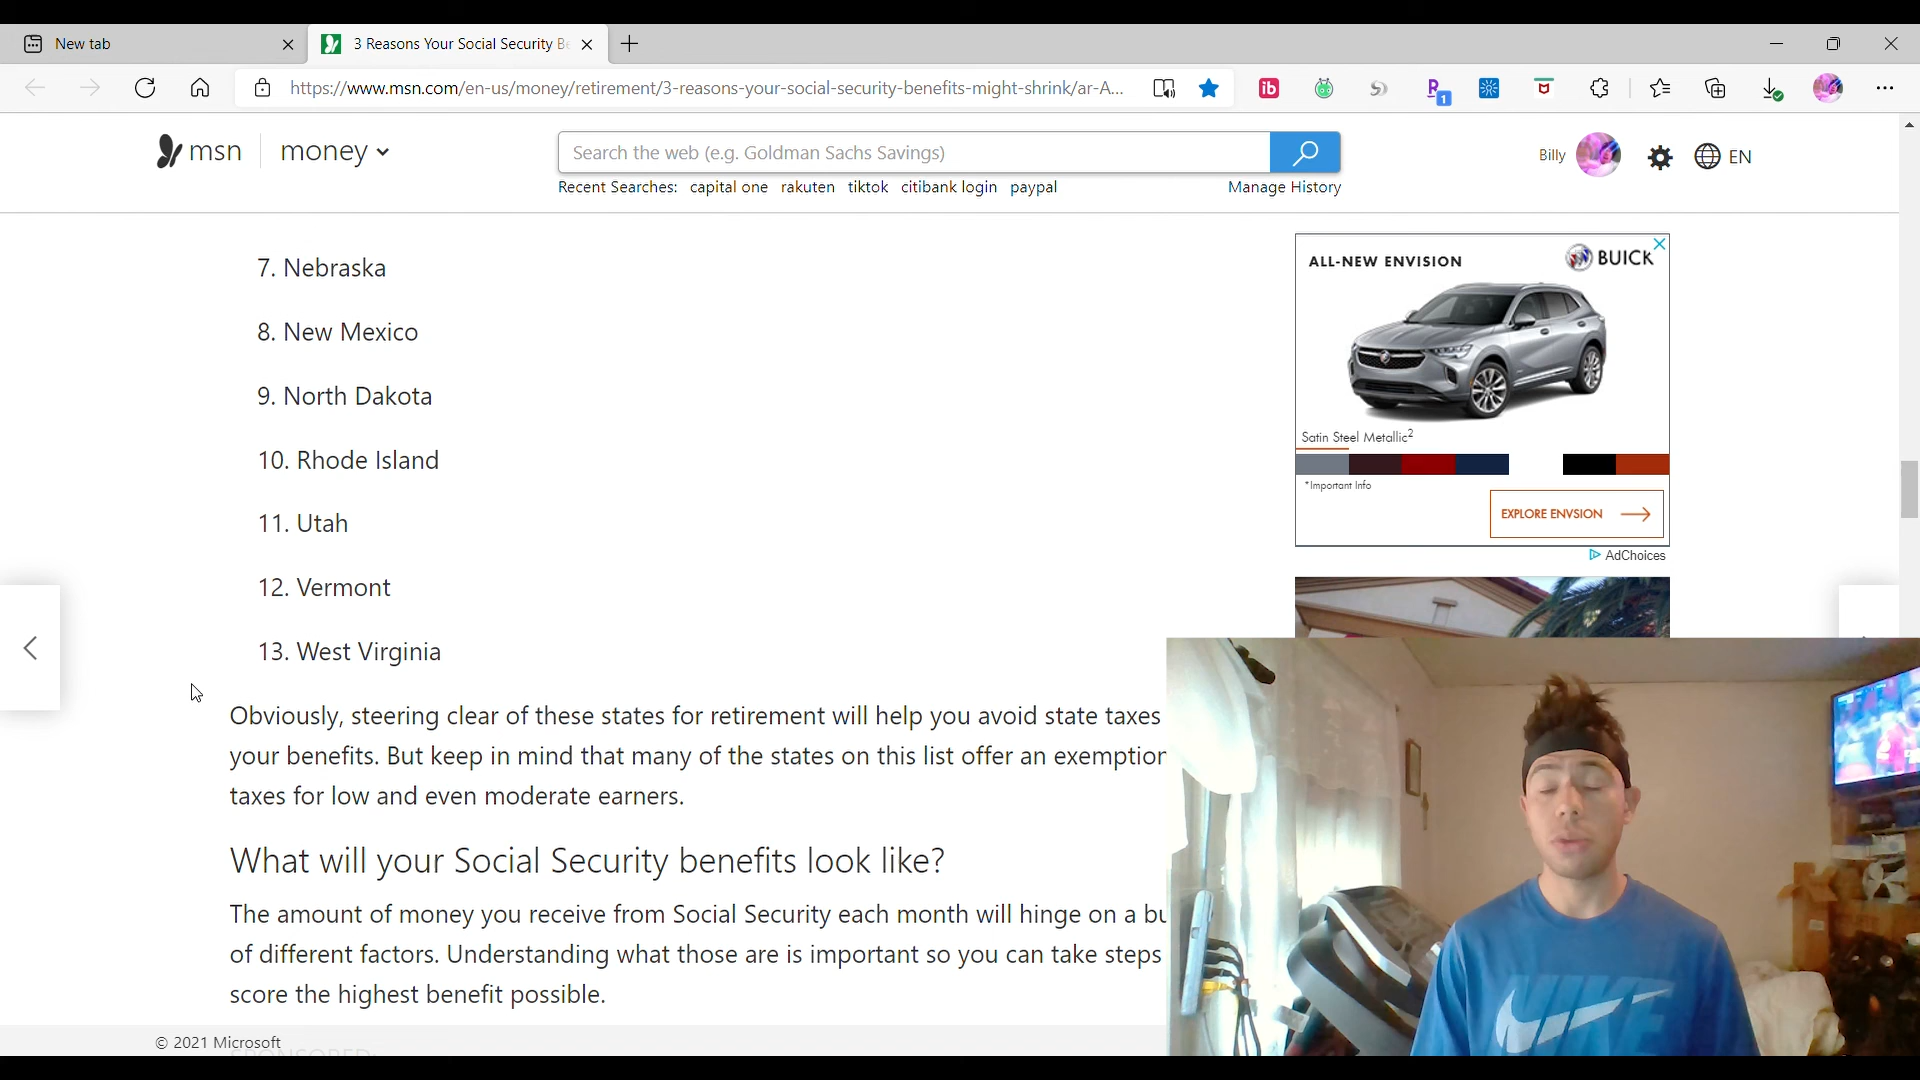 New tab
3 Reasons Your Social Security Be
https://www.msn.com/en-us/money/retirement/3-reasons-your-social-security-benefits-might-shrink/ar-A...
ib
R 1
msn money
Search the web (e.g. Goldman Sachs Savings)
Recent Searches: capital one rakuten tiktok citibank login paypal Manage History
Billy
EN
7. Nebraska
8. New Mexico
9. North Dakota
10. Rhode Island
11. Utah
12. Vermont
13. West Virginia
Obviously, steering clear of these states for retirement will help you avoid state taxes
your benefits. But keep in mind that many of the states on this list offer an exemption
taxes for low and even moderate earners.
What will your Social Security benefits look like?
The amount of money you receive from Social Security each month will hinge on a bu
of different factors. Understanding what those are is important so you can take steps
score the highest benefit possible.
© 2021 Microsoft
SPONSORED:
ALL-NEW ENVISION
BUICK
Satin Steel Metallic2
*Important Info
EXPLORE ENVSION
AdChoices
NIKE